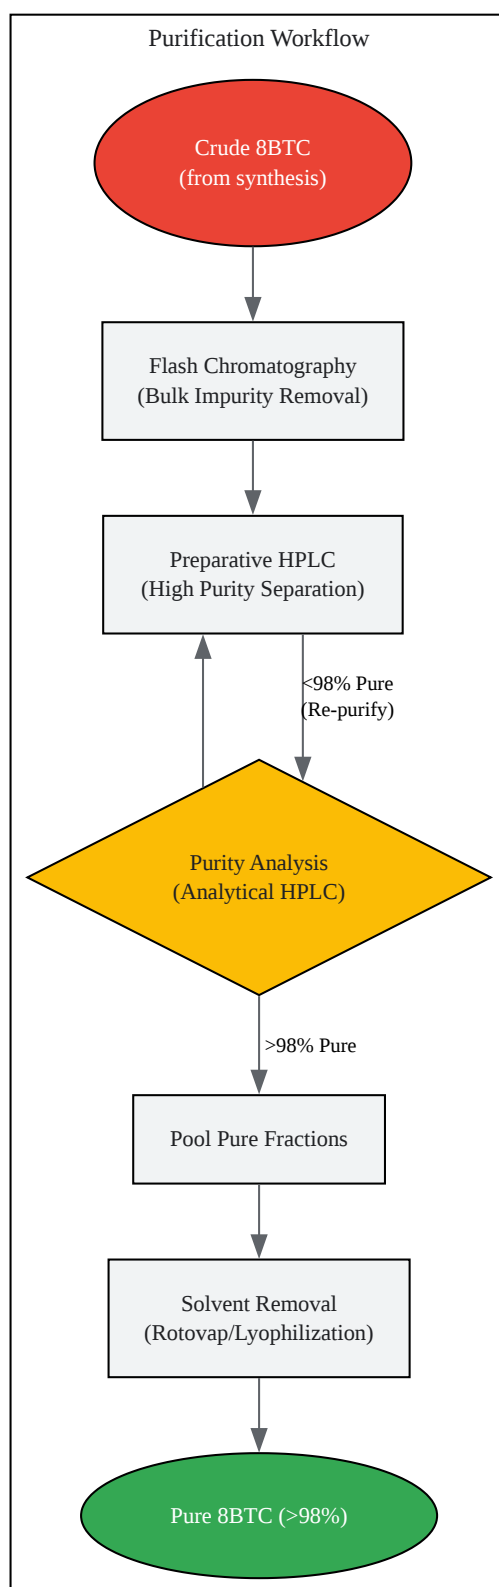 Purification Workflow
Crude 8BTC
(from synthesis)
Flash Chromatography
(Bulk Impurity Removal)
Preparative HPLC
(High Purity Separation)
<98% Pure
(Re-purify)
Purity Analysis
(Analytical HPLC)
>98% Pure
Pool Pure Fractions
Solvent Removal
(Rotovap/Lyophilization)
Pure 8BTC (>98%)